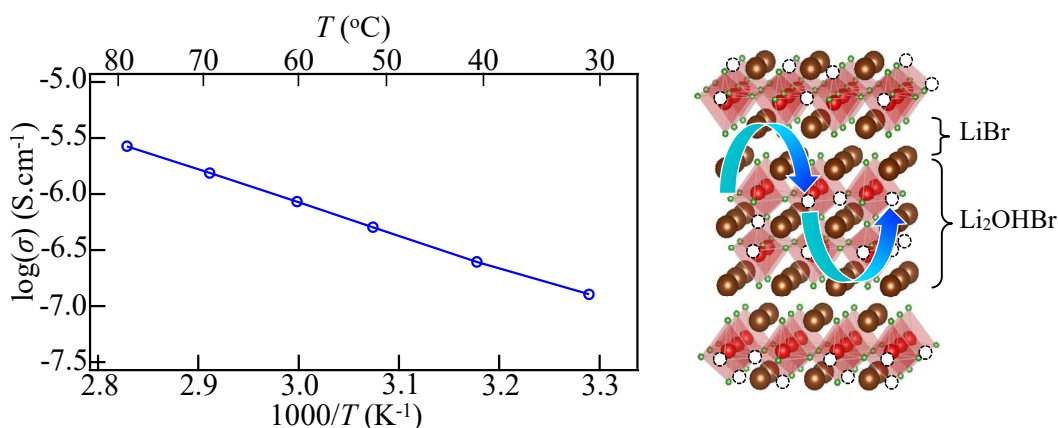 T (°C)
80 70 60 50 40 30
log(σ) (S.cm⁻¹)
-5.0
-5.5
-6.0
-6.5
-7.0
-7.5
2.8 2.9 3.0 3.1 3.2 3.3
1000/T (K⁻¹)
LiBr
Li₂OHBr